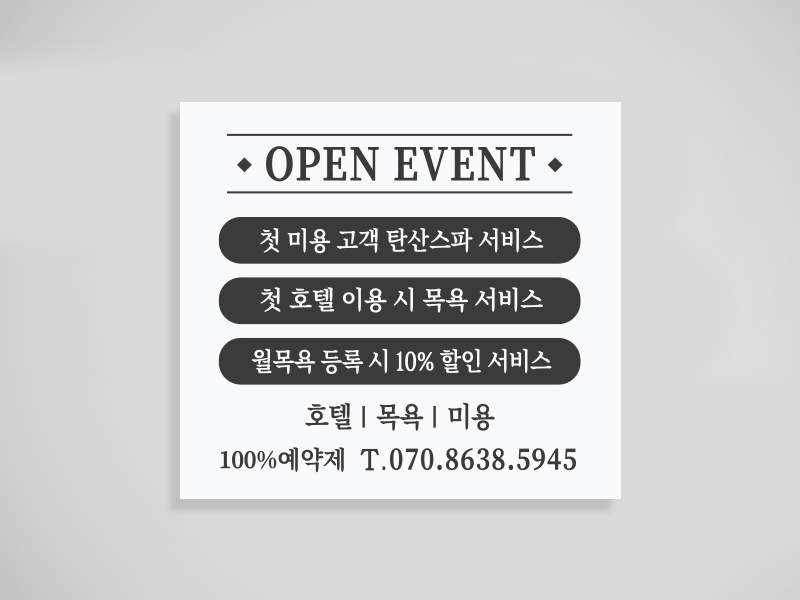 ◆ OPEN EVENT ◆
첫 미용 고객 탄산스파 서비스
첫 호텔 이용 시 목욕 서비스
월목욕 등록 시 10% 할인 서비스
호텔 | 목욕 | 미용
100%예약제 T.070.8638.5945